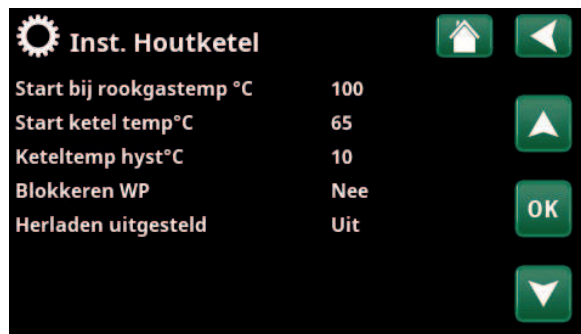 Inst. Houtketel
Start bij rookgastemp °C 100
Start ketel temp°C 65
Keteltemp hyst°C 10
Blokkeren WP Nee
Herladen uitgesteld Uit
OK